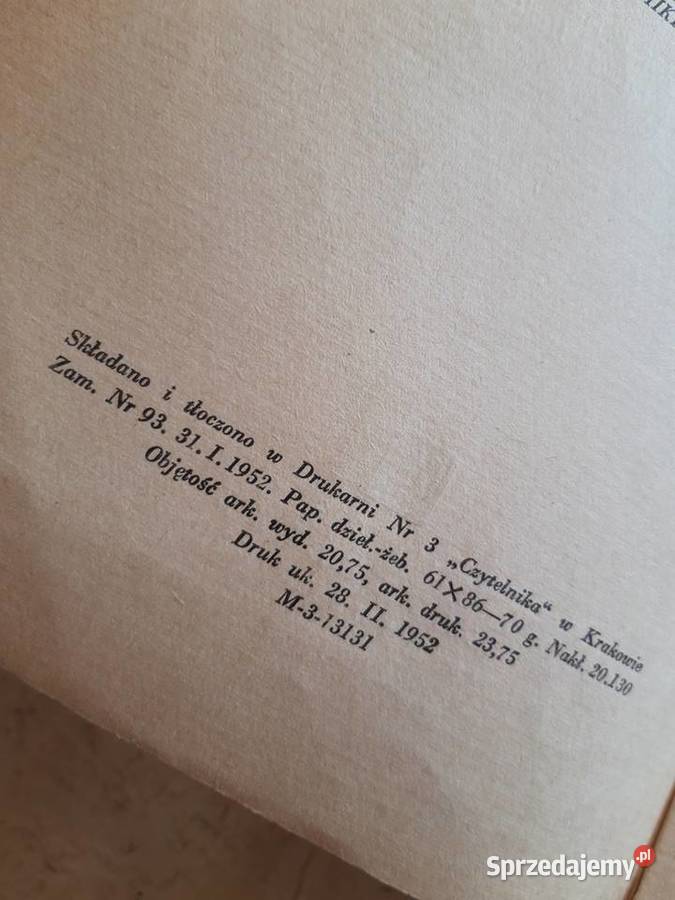 Składano i tłoczono w Drukarni Nr 3 „Czytelnika“ w Krakowie
Zam. Nr 93. 31. I. 1952. Pap. dzieł.-żeb. 61×86—70 g. Nakł. 20.130
Objętość ark. wyd. 20,75, ark. druk. 23,75
Druk uk. 28. II. 1952
M-3-13131
Sprzedajemy.pl